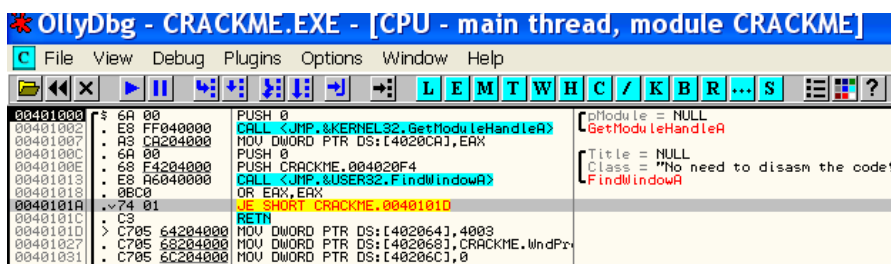 OllyDbg - CRACKME.EXE - [CPU - main thread, module CRACKME]
C File View Debug Plugins Options Window Help
L E M T W H C / K B R ... S ?
00401000 $ 6A 00 PUSH 0 pModule = NULL
00401002 . E8 FF040000 CALL <JMP.&KERNEL32.GetModuleHandleA> GetModuleHandleA
00401007 . A3 CA204000 MOV DWORD PTR DS:[4020CA],EAX
0040100C . 6A 00 PUSH 0 Title = NULL
0040100E . 68 F4204000 PUSH CRACKME.004020F4 Class = "No need to disasm the code!
00401013 . E8 A6040000 CALL <JMP.&USER32.FindWindowA> FindWindowA
00401018 . 0BC0 OR EAX,EAX
0040101A .v74 01 JE SHORT CRACKME.0040101D
0040101C . C3 RETN
0040101D > C705 64204000 MOV DWORD PTR DS:[402064],4003
00401027 . C705 68204000 MOV DWORD PTR DS:[402068],CRACKME.WndPr
00401031 . C705 6C204000 MOV DWORD PTR DS:[40206C],0